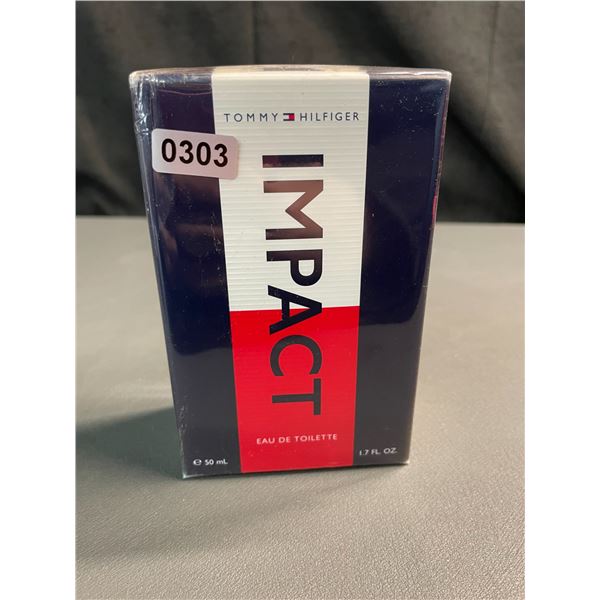 TOMMY HILFIGER
0303
IMPACT
EAU DE TOILETTE
e 50 mL
1.7 FL. OZ.